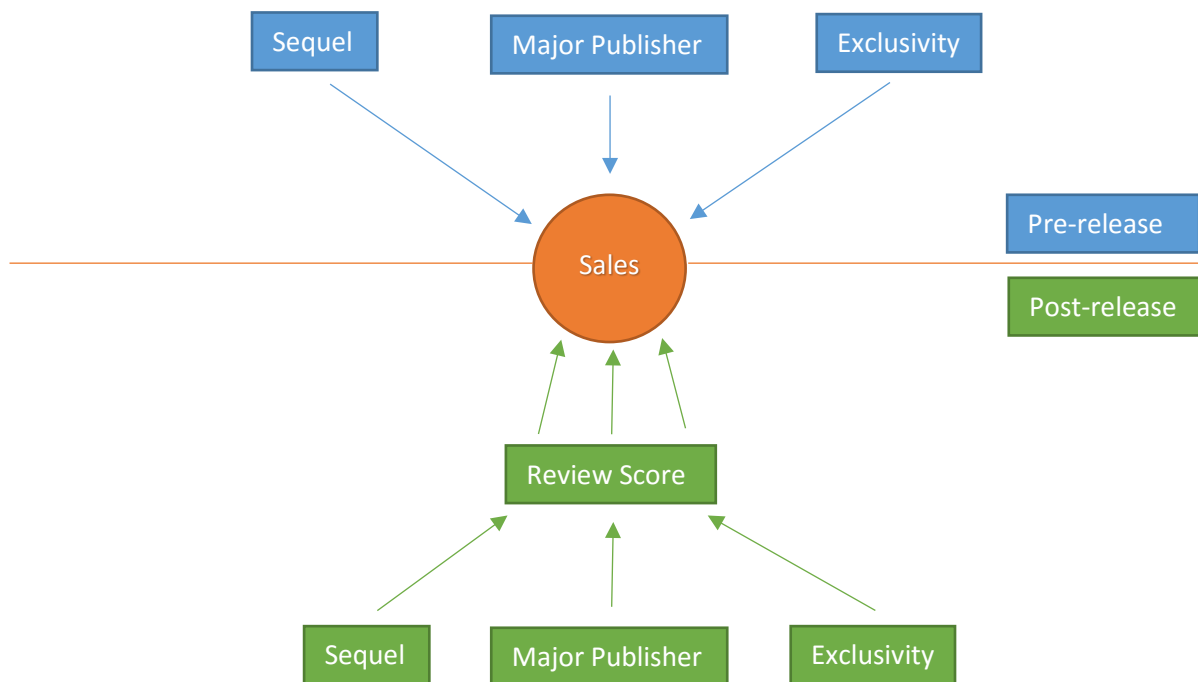 Sequel
Major Publisher
Exclusivity
Pre-release
Sales
Post-release
Review Score
Sequel
Major Publisher
Exclusivity